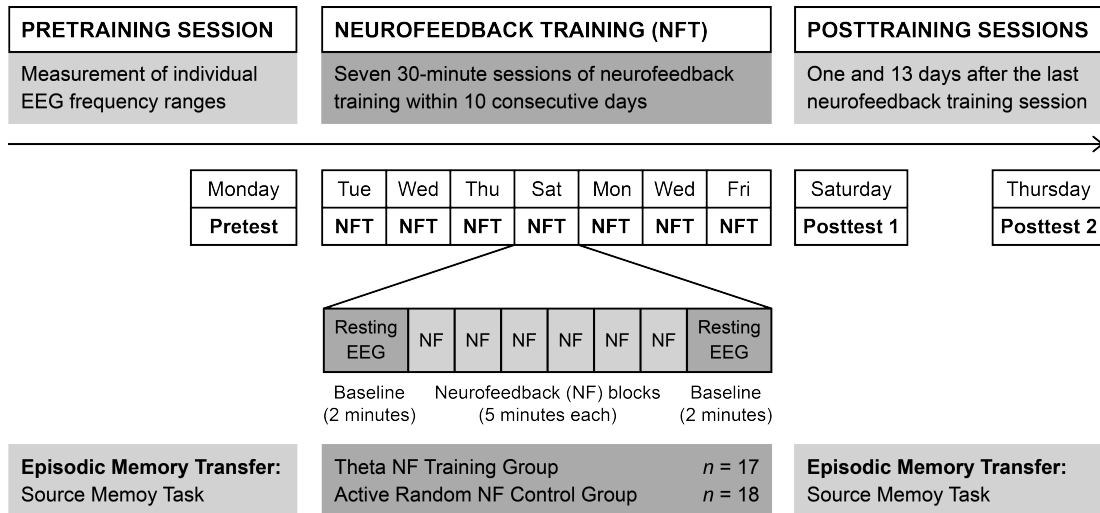 PRETRAINING SESSION
Measurement of individual
EEG frequency ranges
NEUROFEEDBACK TRAINING (NFT)
Seven 30-minute sessions of neurofeedback
training within 10 consecutive days
POSTTRAINING SESSIONS
One and 13 days after the last
neurofeedback training session
Monday Tue Wed Thu Sat Mon Wed Fri Saturday Thursday
Pretest NFT NFT NFT NFT NFT NFT NFT Posttest 1 Posttest 2
Resting
EEG
NF NF NF NF NF NF
Resting
EEG
Baseline
(2 minutes)
Neurofeedback (NF) blocks
(5 minutes each)
Baseline
(2 minutes)
Episodic Memory Transfer:
Source Memoy Task
Theta NF Training Group n = 17
Active Random NF Control Group n = 18
Episodic Memory Transfer:
Source Memoy Task